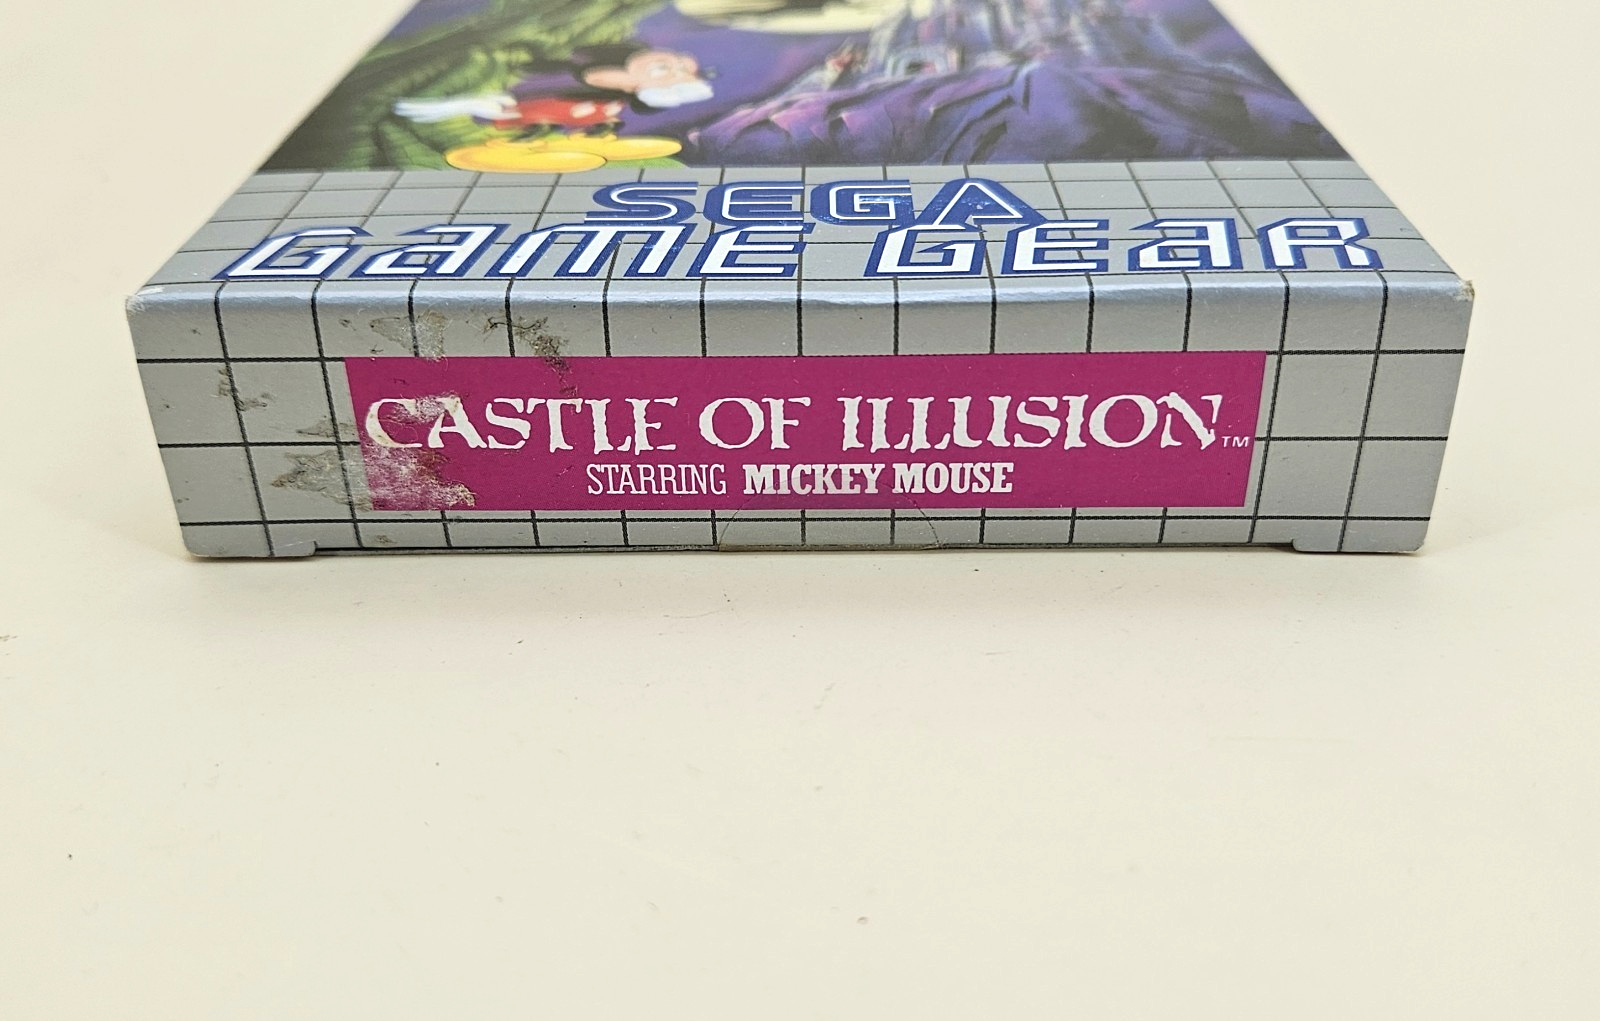 SEGA
GAME GEAR
CASTLE OF ILLUSION™
STARRING MICKEY MOUSE